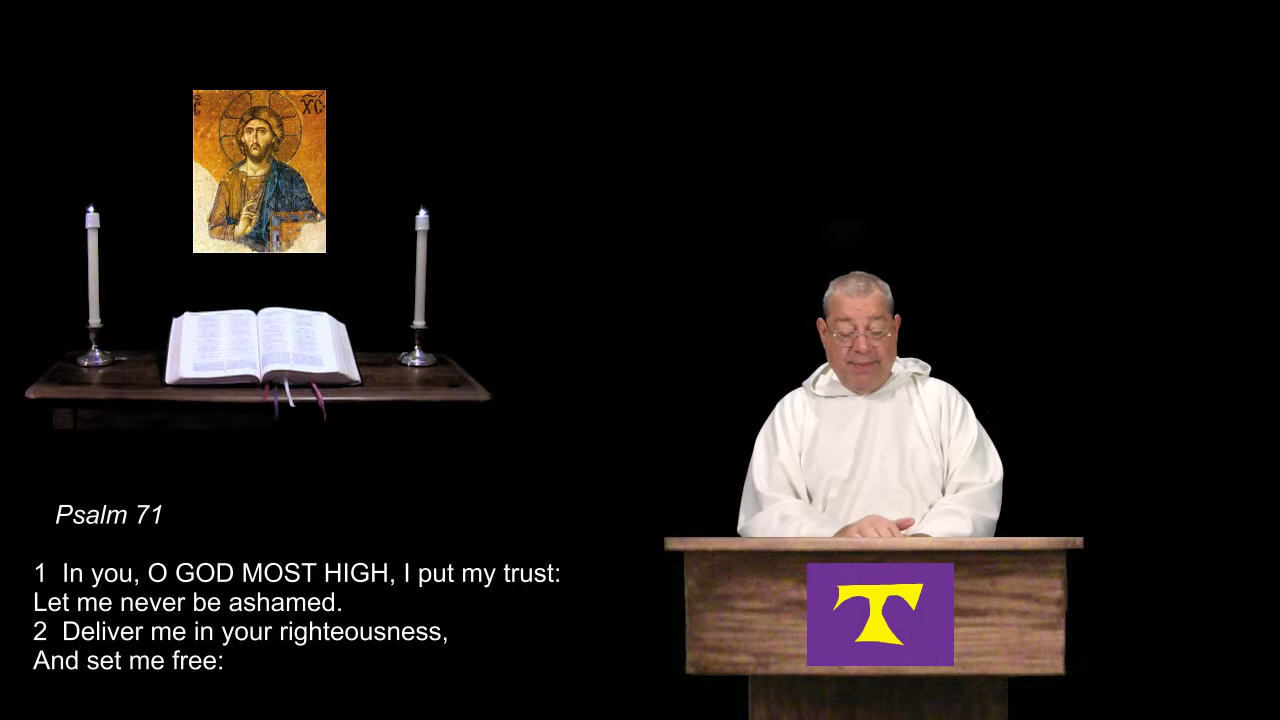 Psalm 71
1 In you, O GOD MOST HIGH, I put my trust:
Let me never be ashamed.
2 Deliver me in your righteousness,
And set me free: